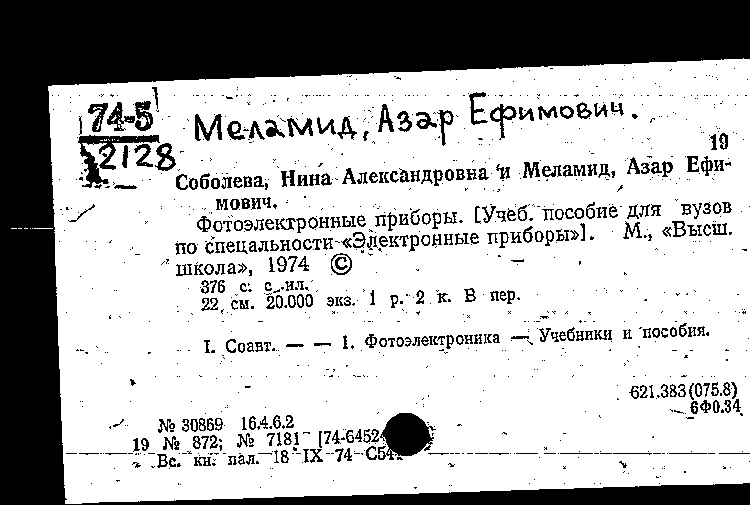 74-5
2128
Меламид, Азар Ефимович.
19
Соболева, Нина Александровна и Меламид, Азар Ефи-
мович.
Фотоэлектронные приборы. [Учеб. пособие для вузов
по спецальности «Электронные приборы»]. М., «Высш.
школа», 1974 ©
376 с. с ил.
22 см. 20.000 экз. 1 р. 2 к. В пер.
I. Соавт. — — 1. Фотоэлектроника — Учебники и пособия.
621.383(075.8)
6Ф0.34
№ 30869 16.4.6.2
19 № 872; № 7181 [74-6452
Вс. кн. пал. 18 IX 74 С54